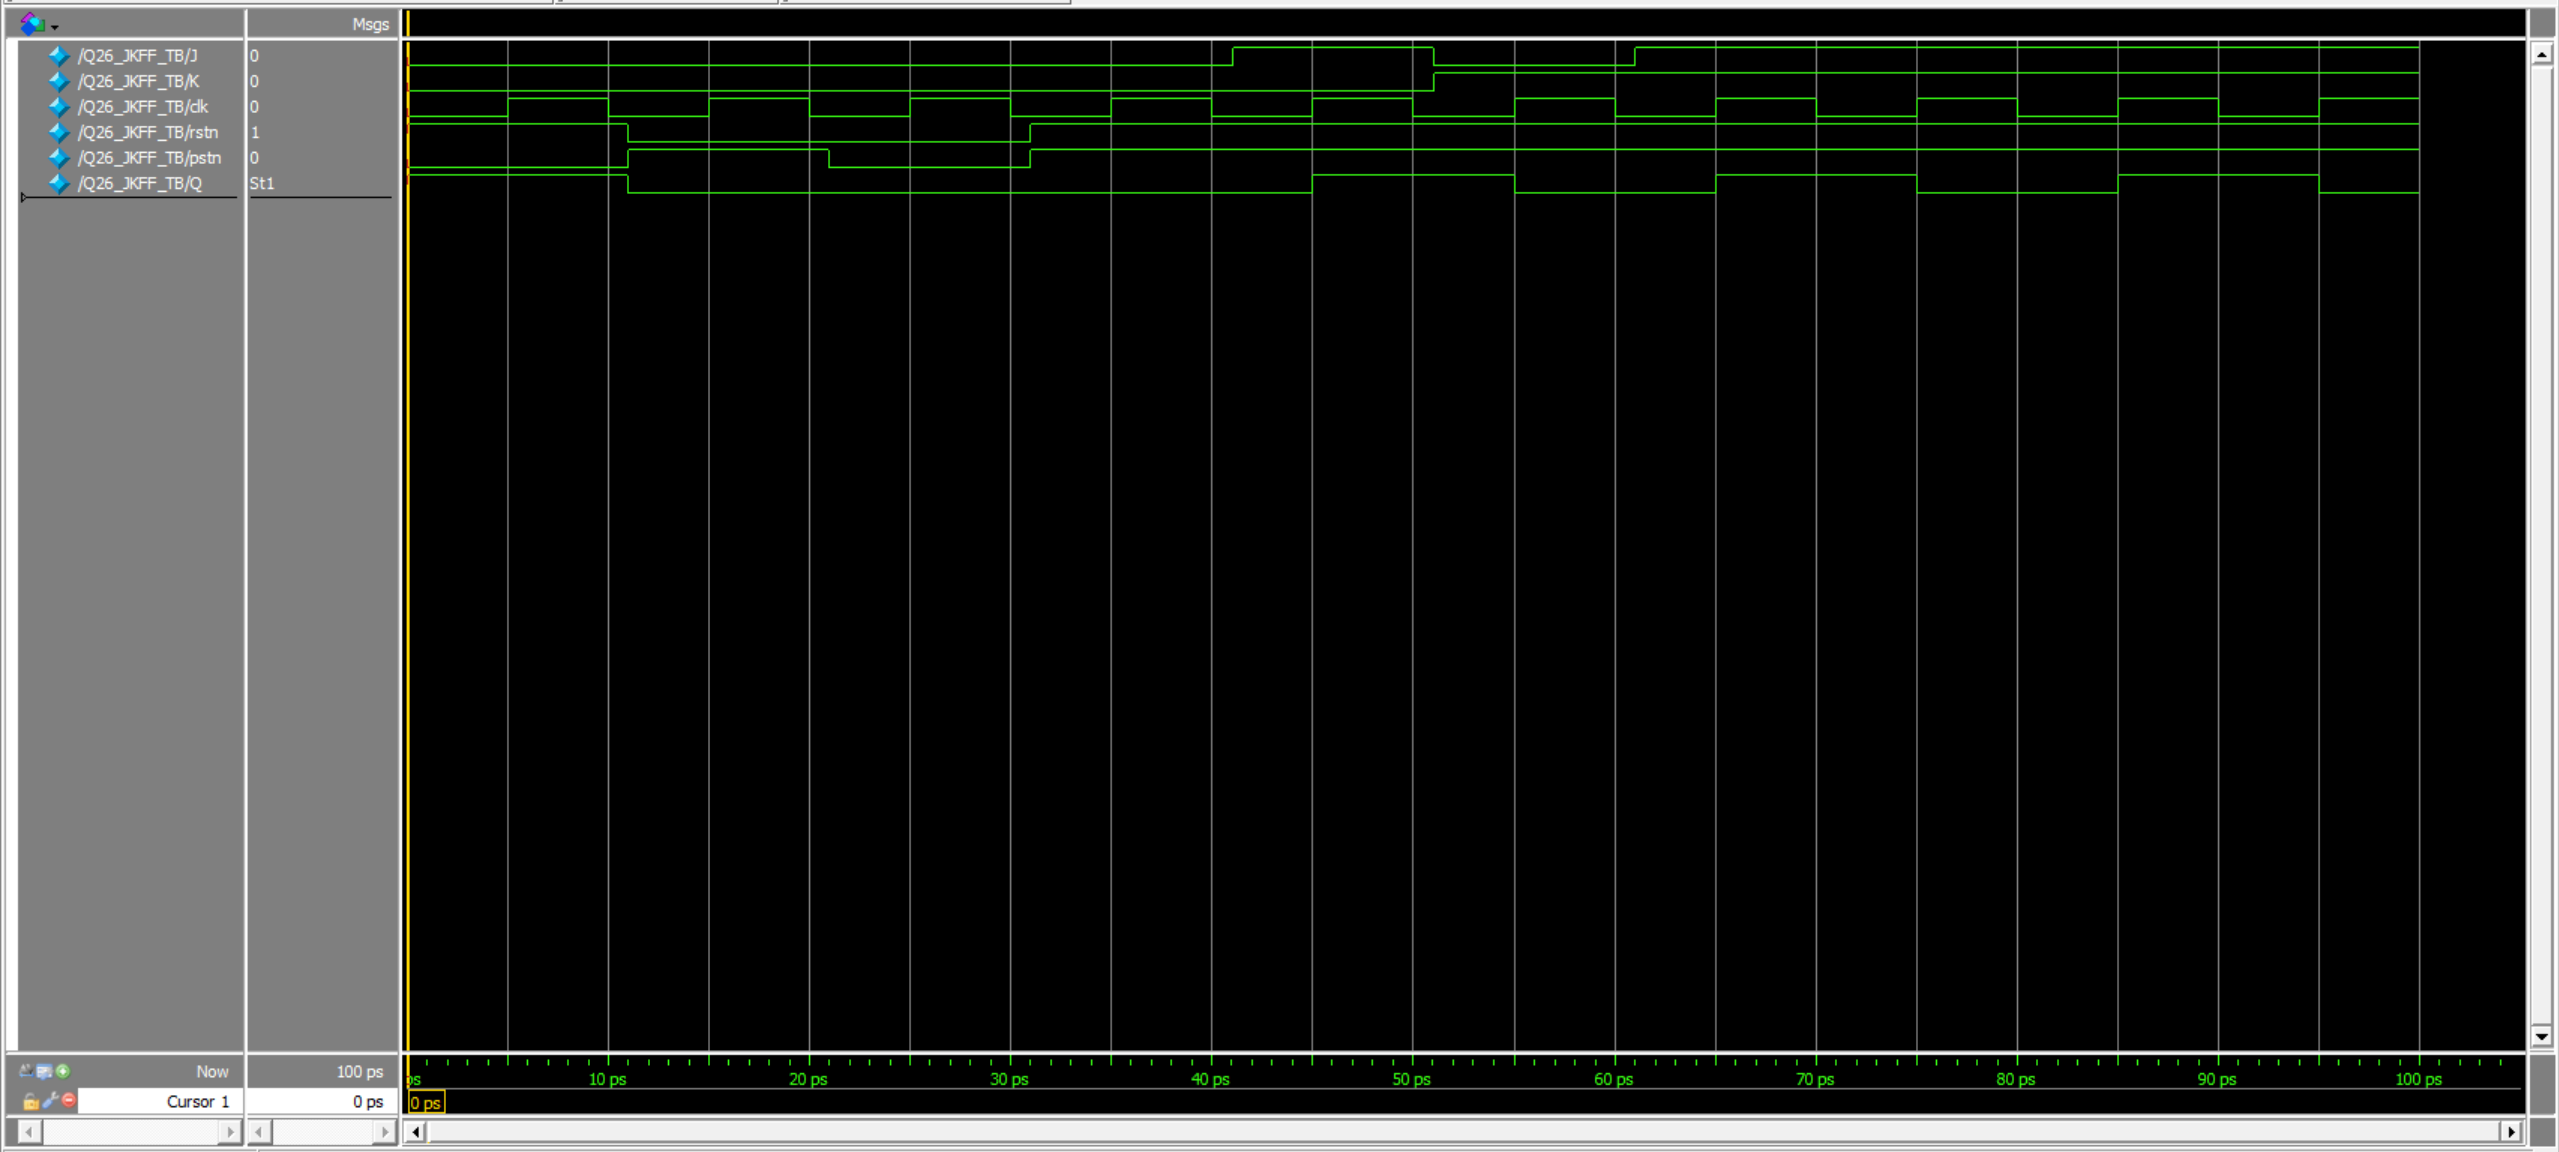 Msgs
/Q26_JKFF_TB/J 0
/Q26_JKFF_TB/K 0
/Q26_JKFF_TB/clk 0
/Q26_JKFF_TB/rstn 1
/Q26_JKFF_TB/pstn 0
/Q26_JKFF_TB/Q St1
Now 100 ps
ps 10 ps 20 ps 30 ps 40 ps 50 ps 60 ps 70 ps 80 ps 90 ps 100 ps
Cursor 1 0 ps
0 ps